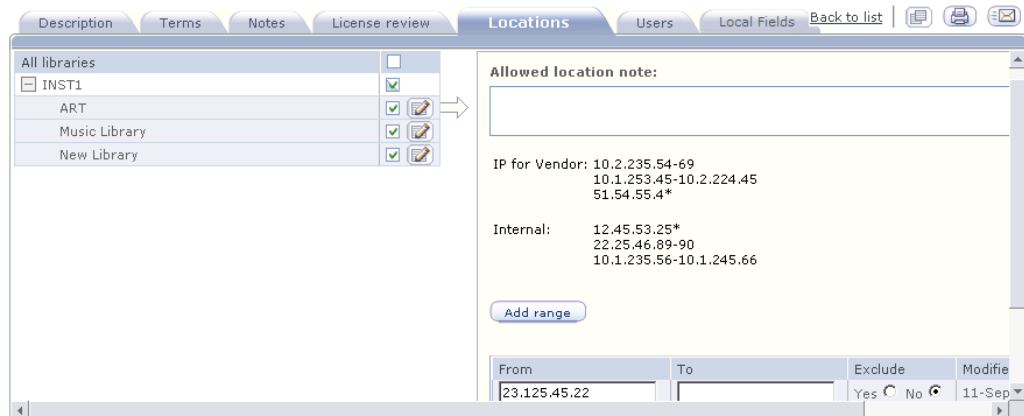 Description Terms Notes License review Locations Users Local Fields Back to list
All libraries
INST1
ART
Music Library
New Library
Allowed location note:
IP for Vendor: 10.2.235.54-69
10.1.253.45-10.2.224.45
51.54.55.4*
Internal: 12.45.53.25*
22.25.46.89-90
10.1.235.56-10.1.245.66
Add range
From To Exclude Modifie
23.125.45.22 Yes No 11-Sep